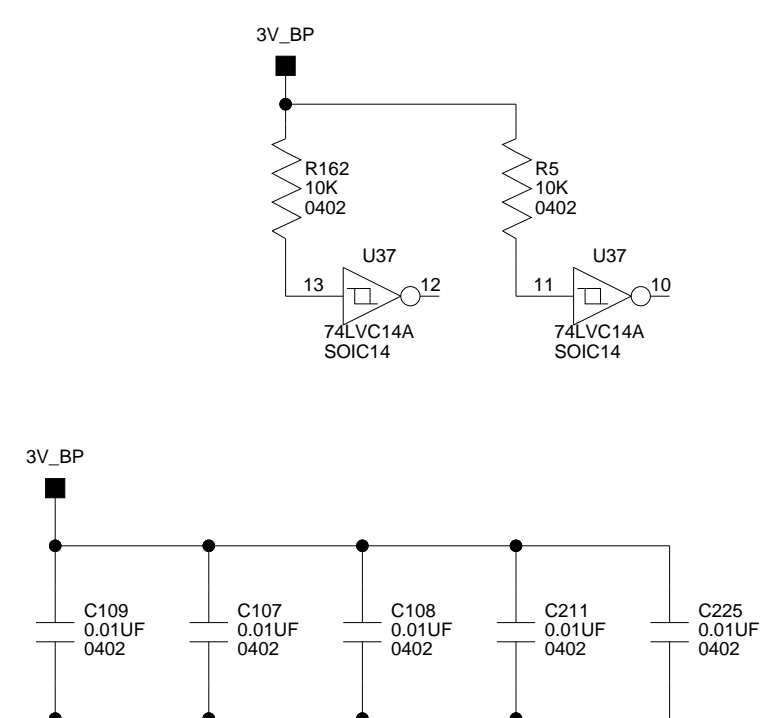 3V_BP
R162
10K
0402
R5
10K
0402
U37
13
12
74LVC14A
SOIC14
U37
11
10
74LVC14A
SOIC14
3V_BP
C109
0.01UF
0402
C107
0.01UF
0402
C108
0.01UF
0402
C211
0.01UF
0402
C225
0.01UF
0402